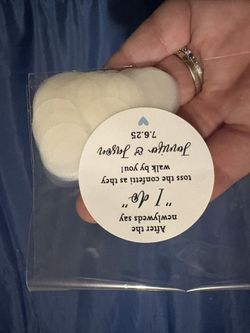 After the
newlyweds say
"I do"
toss the confetti as they
walk by you!
& Jason
7.6.25